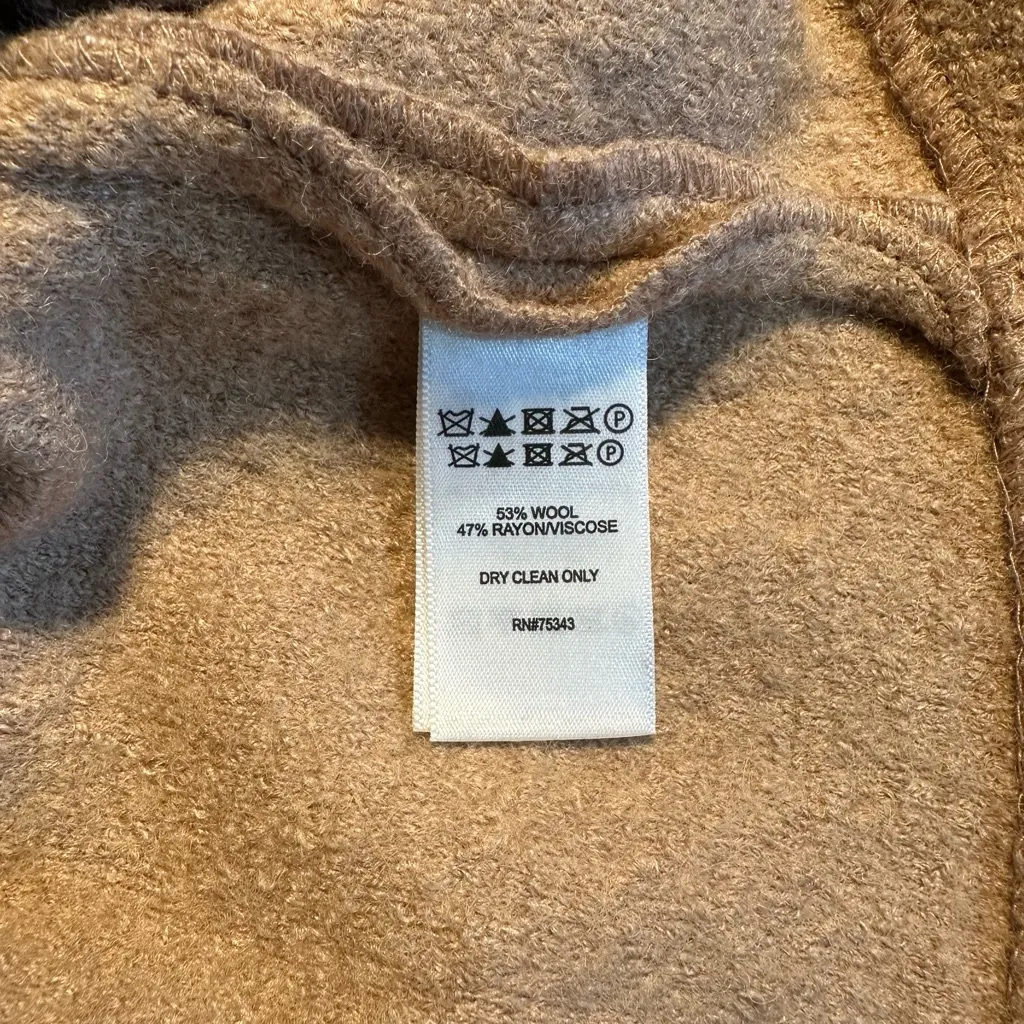 P
P
53% WOOL
47% RAYON/VISCOSE
DRY CLEAN ONLY
RN#75343